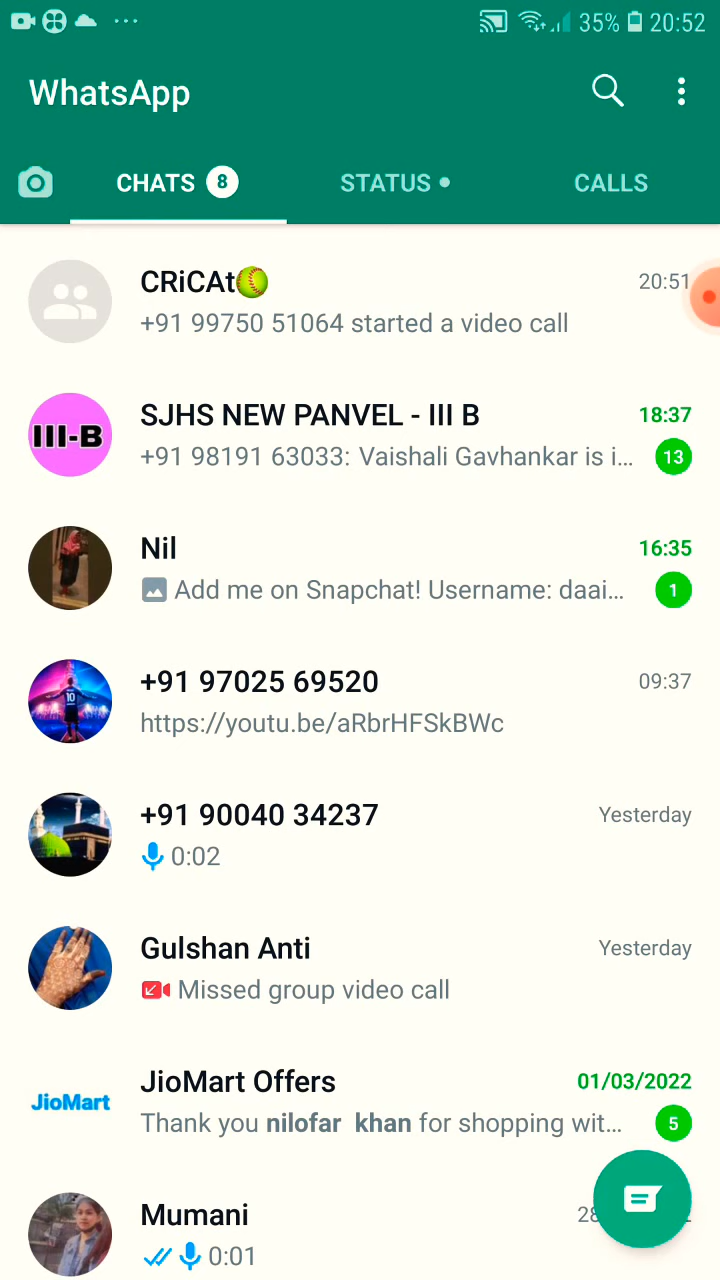 35% 20:52
WhatsApp
CHATS 8 STATUS CALLS
CRiCAt🥎 20:51
+91 99750 51064 started a video call
III-B
SJHS NEW PANVEL - III B 18:37
+91 98191 63033: Vaishali Gavhankar is i... 13
Nil 16:35
Add me on Snapchat! Username: daai... 1
10
+91 97025 69520 09:37
https://youtu.be/aRbrHFSkBWc
+91 90040 34237 Yesterday
0:02
Gulshan Anti Yesterday
Missed group video call
JioMart
JioMart Offers 01/03/2022
Thank you nilofar khan for shopping wit... 5
Mumani
0:01